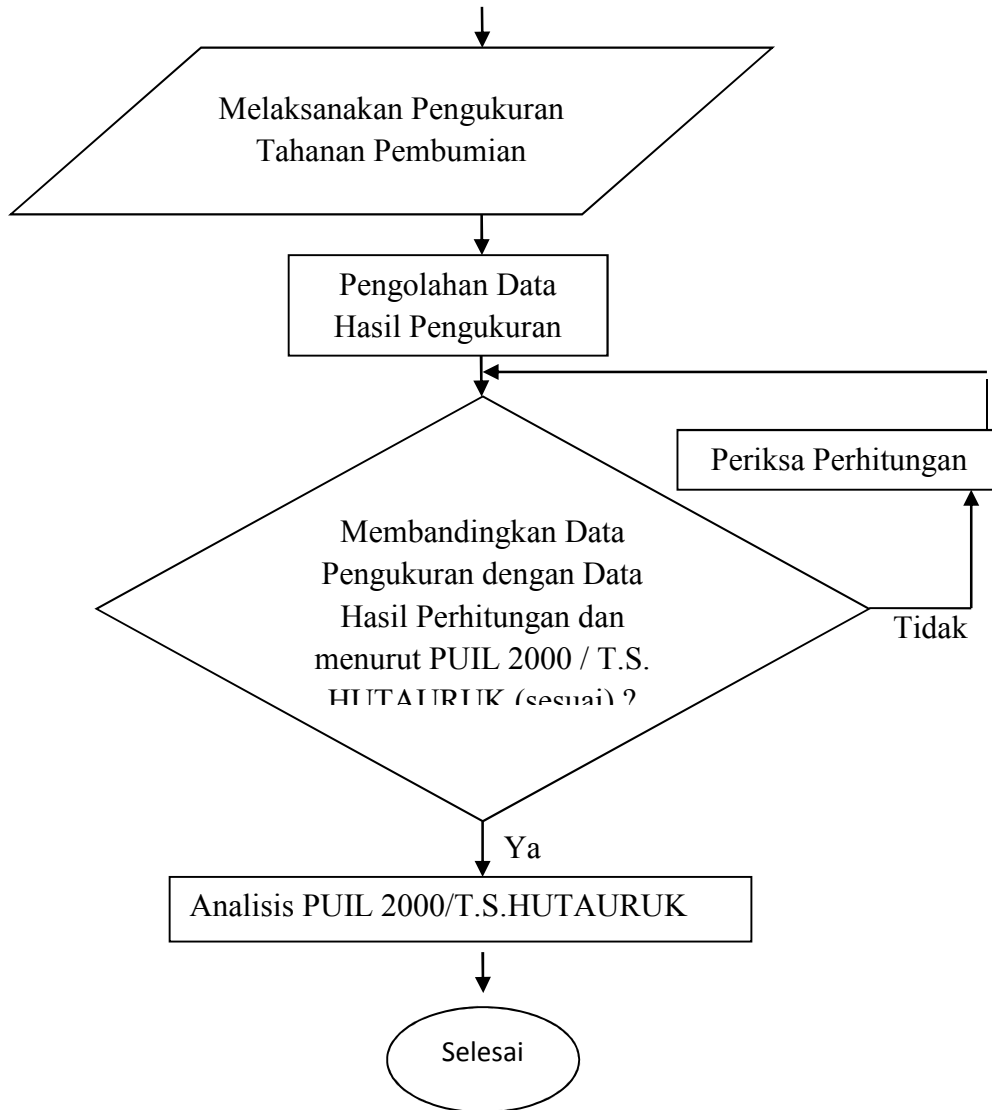 Melaksanakan Pengukuran
Tahanan Pembumian
Pengolahan Data
Hasil Pengukuran
Periksa Perhitungan
Membandingkan Data
Pengukuran dengan Data
Hasil Perhitungan dan
menurut PUIL 2000 / T.S.
HUTAURUK (sesuai) ?
Tidak
Ya
Analisis PUIL 2000/T.S.HUTAURUK
Selesai